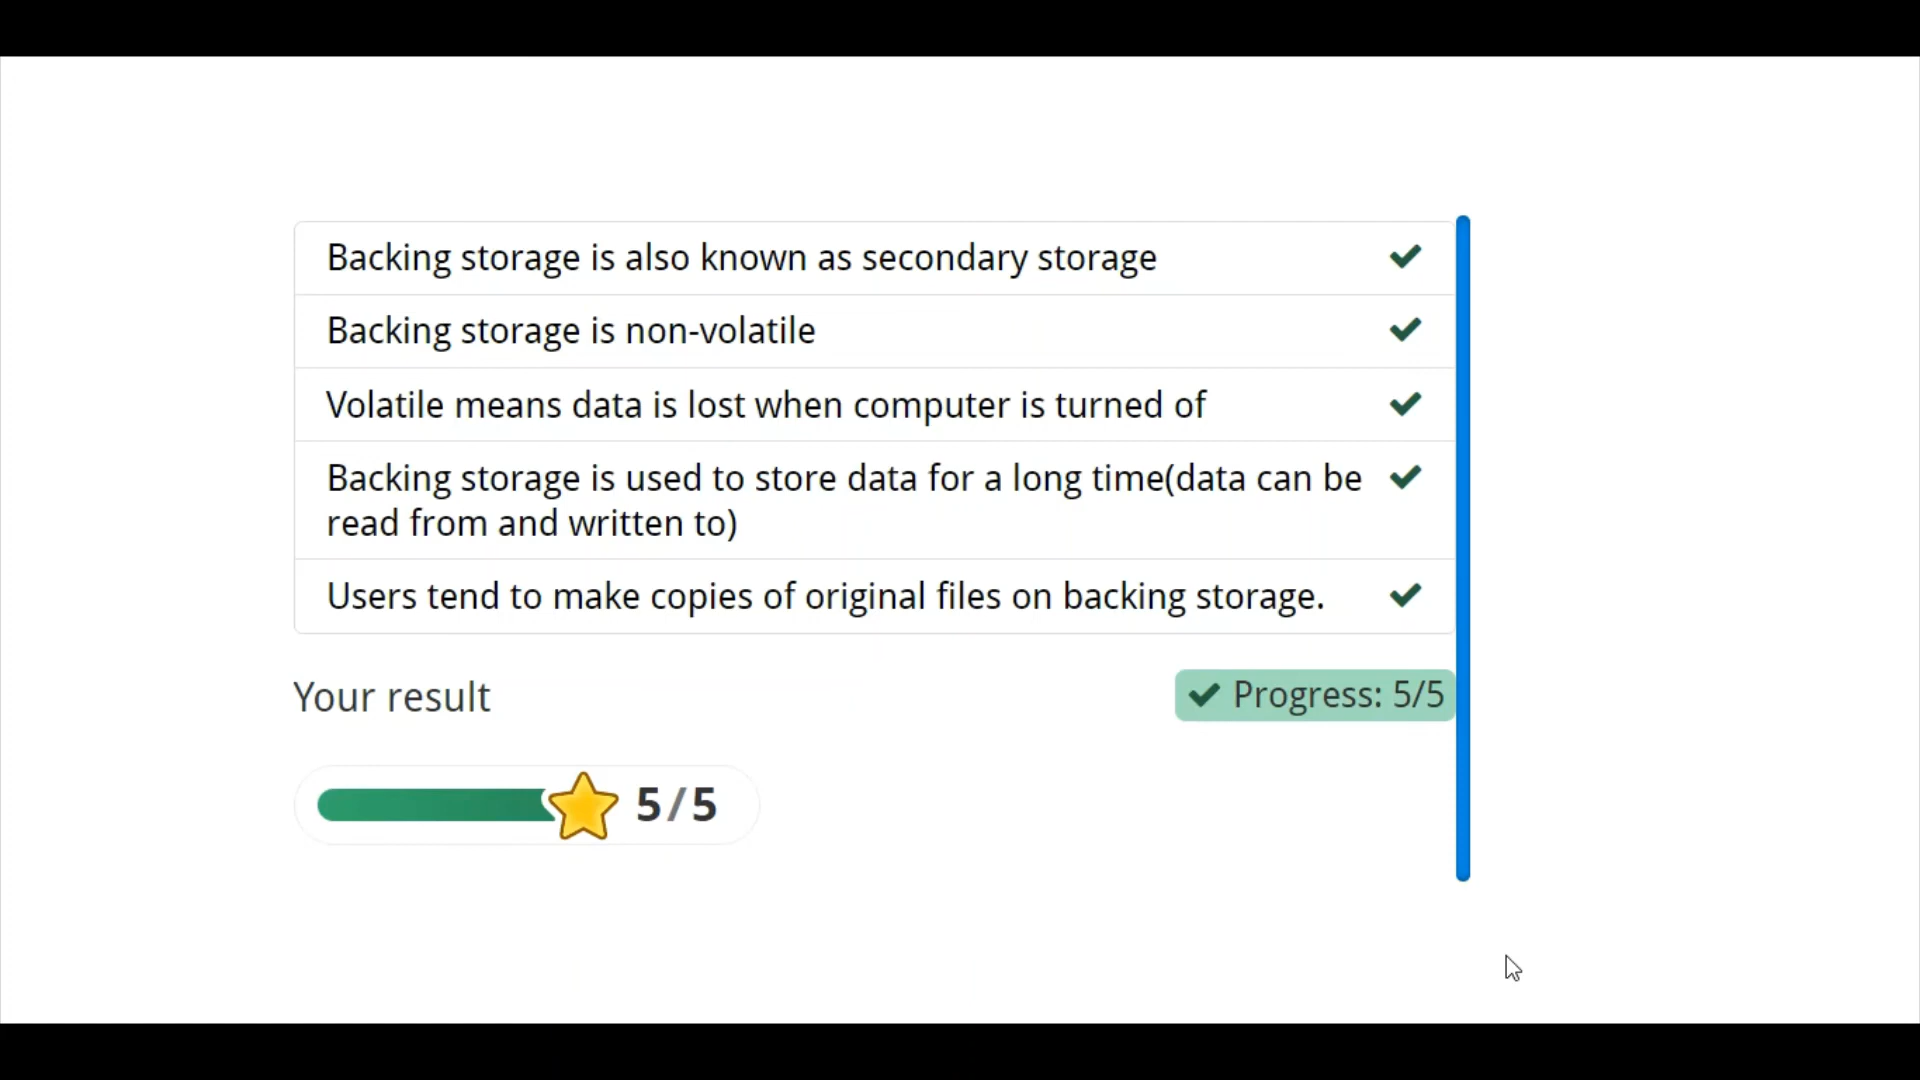 Backing storage is also known as secondary storage
Backing storage is non-volatile
Volatile means data is lost when computer is turned of
Backing storage is used to store data for a long time(data can be
read from and written to)
Users tend to make copies of original files on backing storage.
Your result
Progress: 5/5
5/5